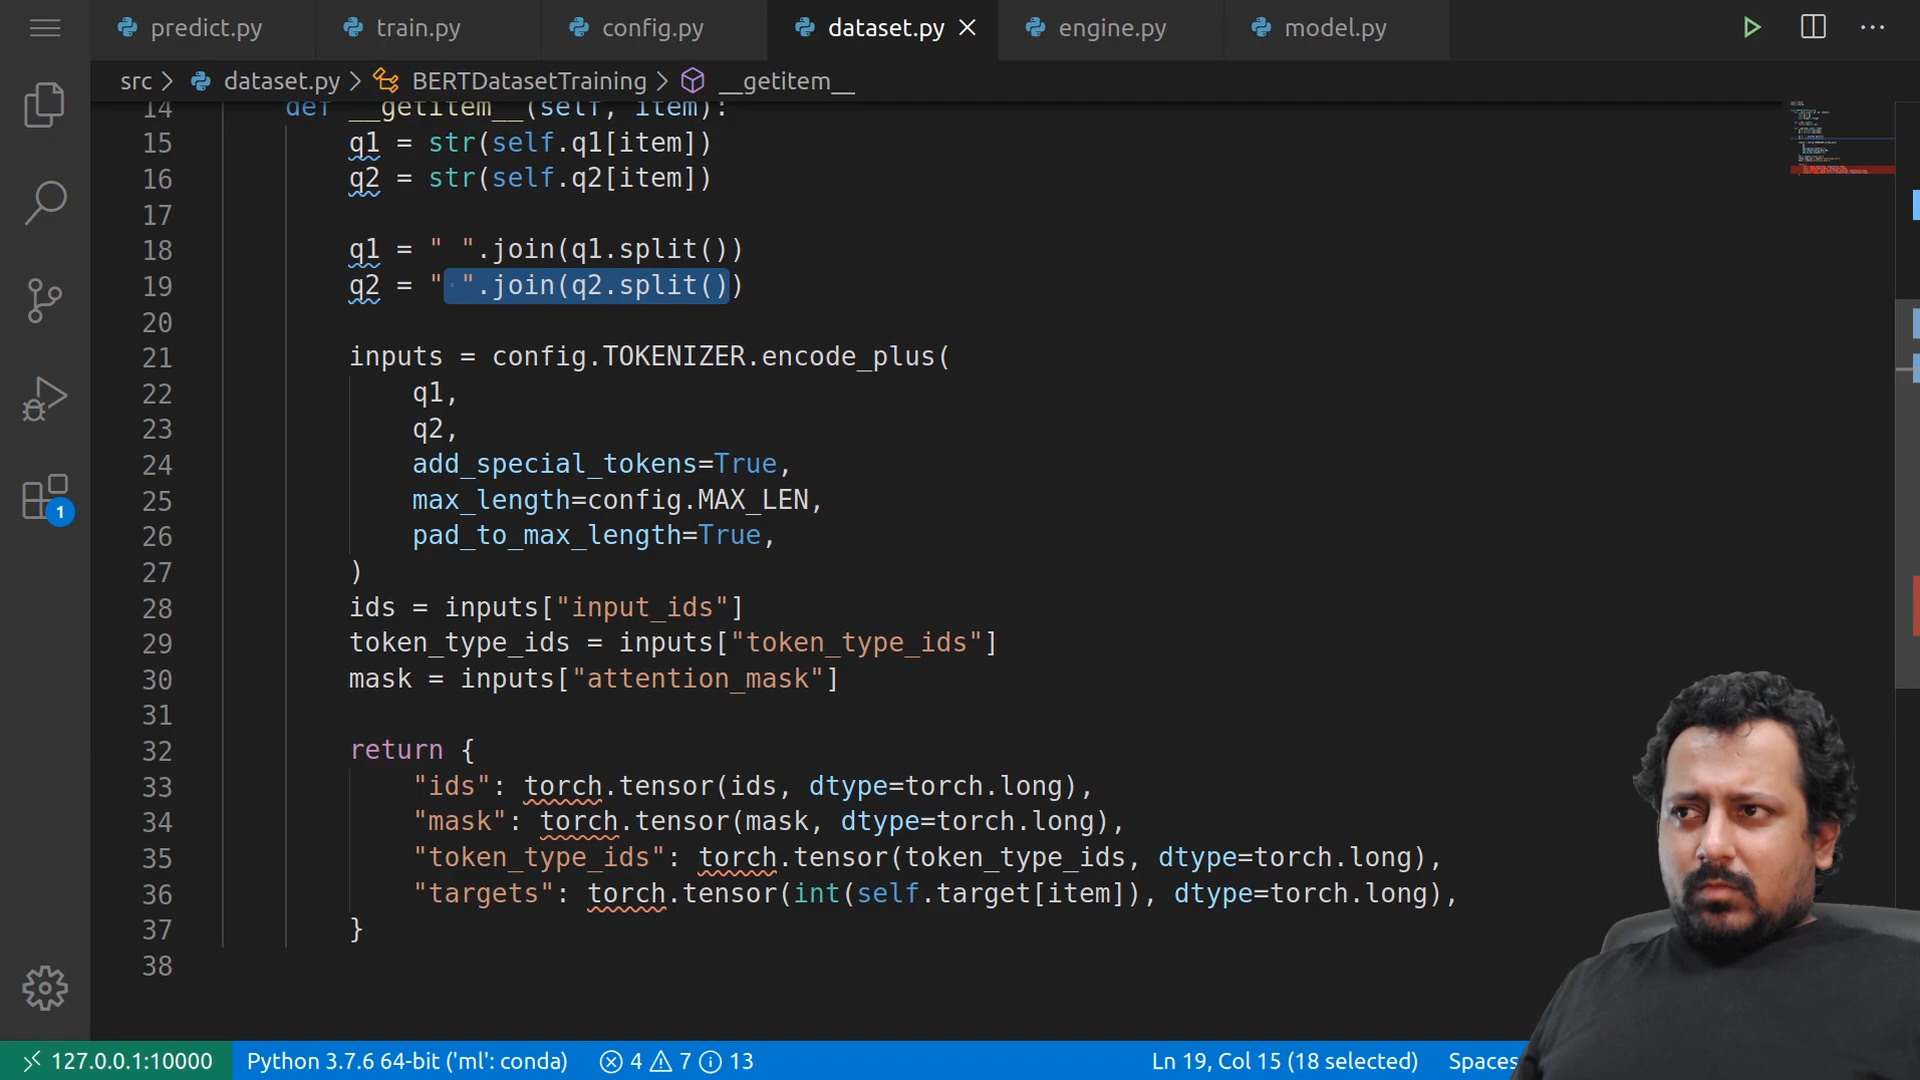 predict.py train.py config.py dataset.py engine.py model.py
src > dataset.py > BERTDatasetTraining > __getitem__
14 def __getitem__(self, item):
15 q1 = str(self.q1[item])
16 q2 = str(self.q2[item])
17
18 q1 = " ".join(q1.split())
19 q2 = " ".join(q2.split())
20
21 inputs = config.TOKENIZER.encode_plus(
22 q1,
23 q2,
24 add_special_tokens=True,
25 max_length=config.MAX_LEN,
26 pad_to_max_length=True,
27 )
28 ids = inputs["input_ids"]
29 token_type_ids = inputs["token_type_ids"]
30 mask = inputs["attention_mask"]
31
32 return {
33 "ids": torch.tensor(ids, dtype=torch.long),
34 "mask": torch.tensor(mask, dtype=torch.long),
35 "token_type_ids": torch.tensor(token_type_ids, dtype=torch.long),
36 "targets": torch.tensor(int(self.target[item]), dtype=torch.long),
37 }
38
1
127.0.0.1:10000 Python 3.7.6 64-bit ('ml': conda) 4 7 13 Ln 19, Col 15 (18 selected) Spaces